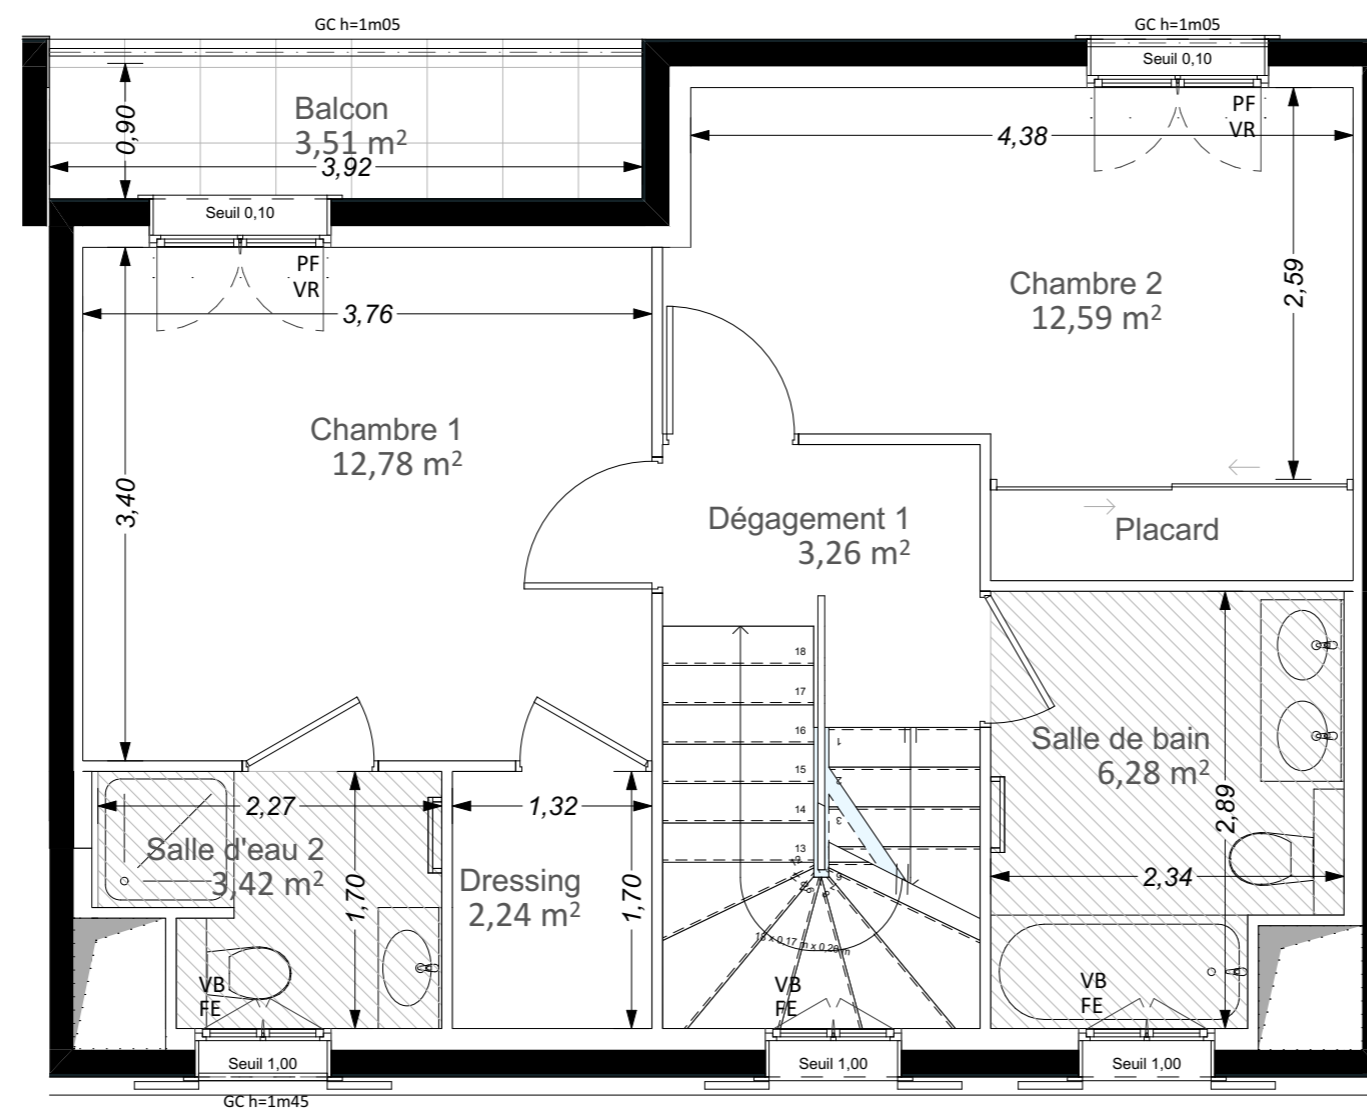 GC h=1m05
GC h=1m05
Seuil 0,10
Balcon
3,51 m²
0,90
3,92
PF
VR
4,38
Seuil 0,10
PF
VR
3,76
Chambre 2
12,59 m²
2,59
Chambre 1
12,78 m²
3,40
Dégagement 1
3,26 m²
Placard
18
17
16
15
14
13
1
2
3
Salle de bain
6,28 m²
2,89
2,34
2,27
1,32
Salle d'eau 2
3,42 m²
1,70
Dressing
2,24 m²
1,70
VB
FE
VB
FE
VB
FE
Seuil 1,00
Seuil 1,00
Seuil 1,00
GC h=1m45